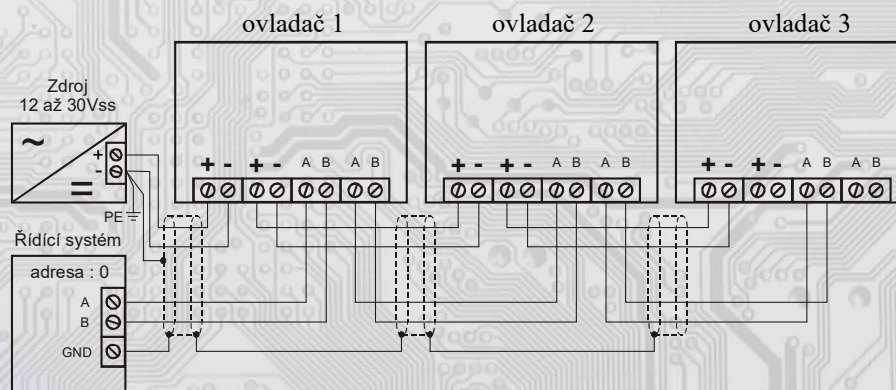 ovladač 1
ovladač 2
ovladač 3
Zdroj
12 až 30Vss
~
=
+
-
PE
+ - + - A B A B
+ - + - A B A B
+ - + - A B A B
Řídící systém
adresa : 0
A
B
GND